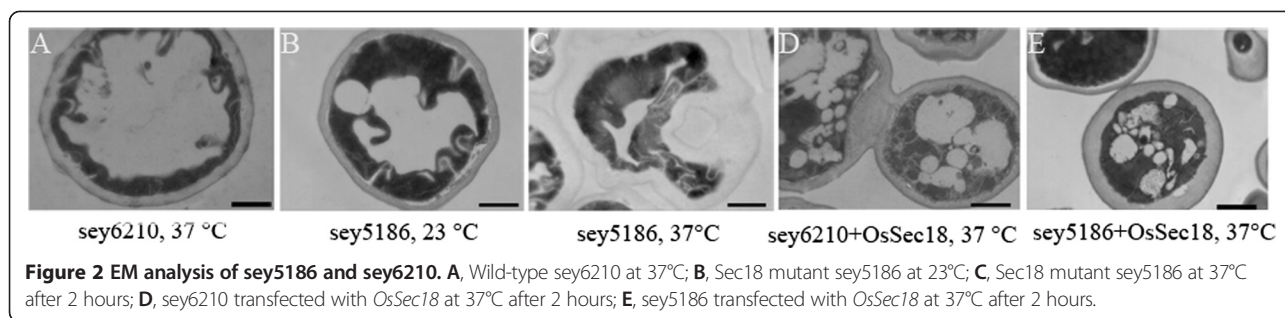 A B C D E
sey6210, 37 °C sey5186, 23 °C sey5186, 37°C sey6210+OsSec18, 37 °C sey5186+OsSec18, 37°C
Figure 2 EM analysis of sey5186 and sey6210. A, Wild-type sey6210 at 37°C; B, Sec18 mutant sey5186 at 23°C; C, Sec18 mutant sey5186 at 37°C
after 2 hours; D, sey6210 transfected with OsSec18 at 37°C after 2 hours; E, sey5186 transfected with OsSec18 at 37°C after 2 hours.